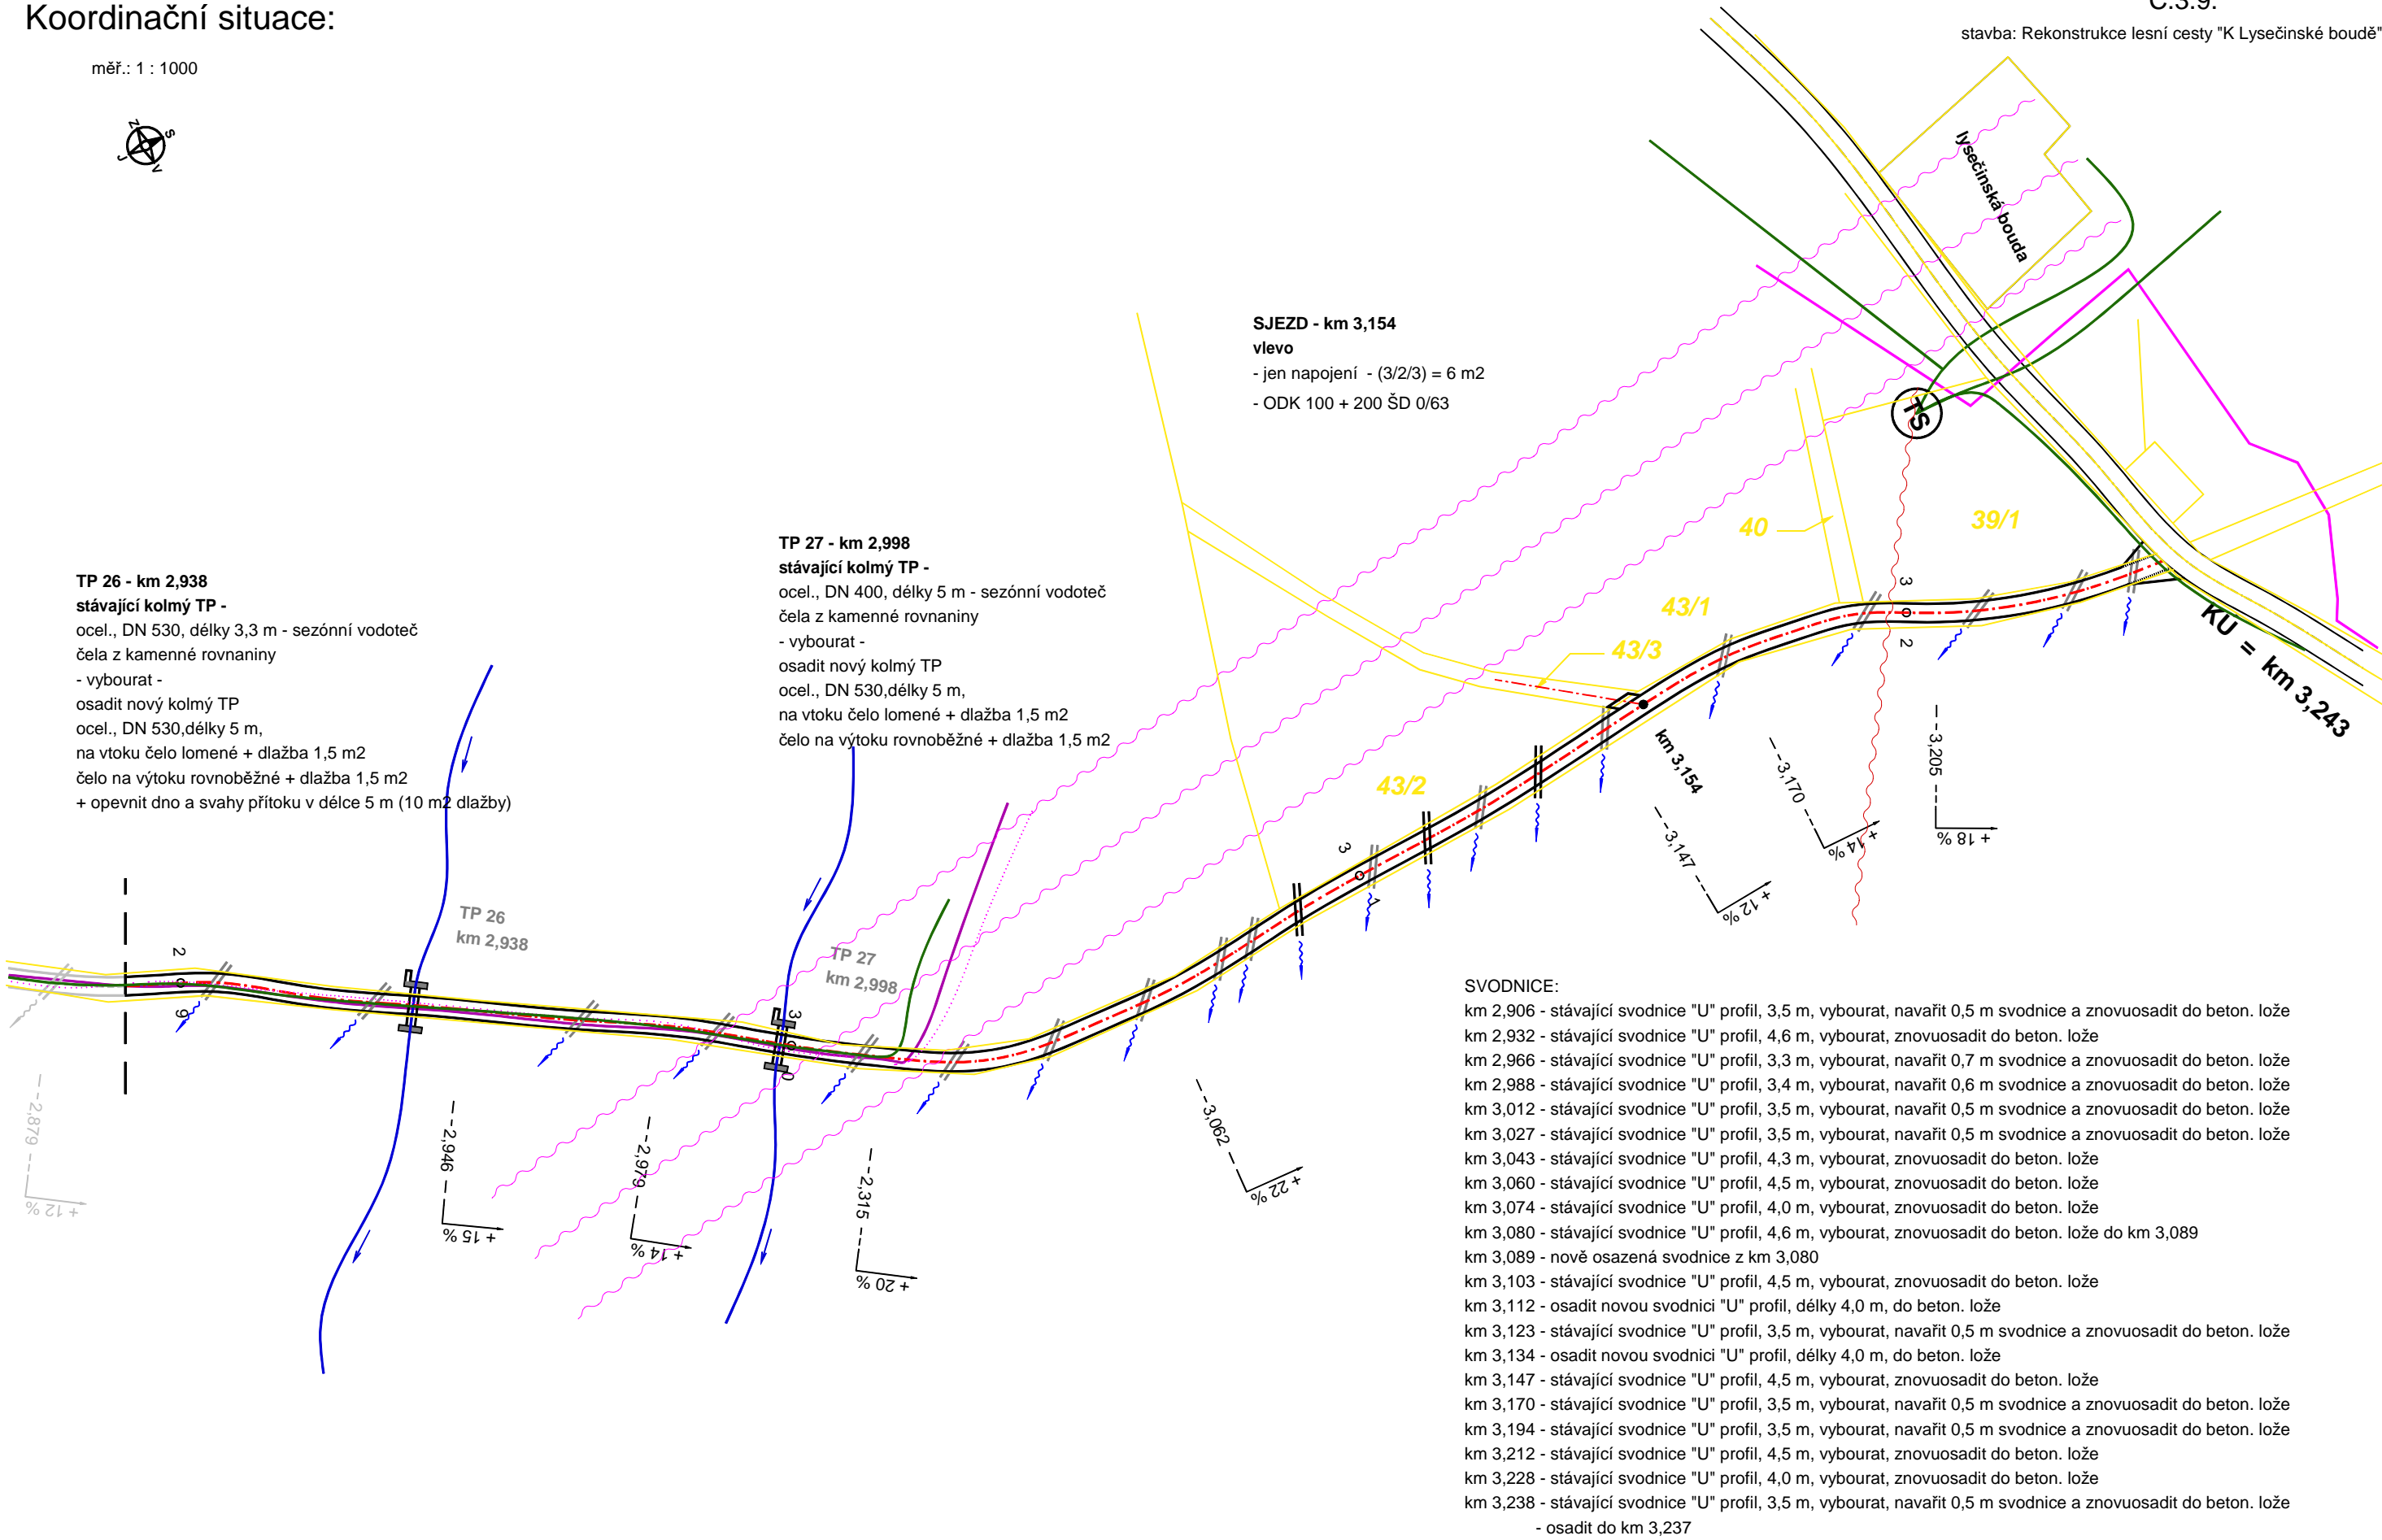 Koordinační situace:
C.3.9.
stavba: Rekonstrukce lesní cesty "K Lysečinské boudě"
měř.: 1 : 1000
Z
S
J
V
lysečinská bouda
SJEZD - km 3,154
vlevo
- jen napojení - (3/2/3) = 6 m2
- ODK 100 + 200 ŠD 0/63
TS
40
39/1
43/1
43/3
43/2
TP 27 - km 2,998
stávající kolmý TP -
ocel., DN 400, délky 5 m - sezónní vodoteč
čela z kamenné rovnaniny
- vybourat -
osadit nový kolmý TP
ocel., DN 530,délky 5 m,
na vtoku čelo lomené + dlažba 1,5 m2
čelo na výtoku rovnoběžné + dlažba 1,5 m2
TP 26 - km 2,938
stávající kolmý TP -
ocel., DN 530, délky 3,3 m - sezónní vodoteč
čela z kamenné rovnaniny
- vybourat -
osadit nový kolmý TP
ocel., DN 530,délky 5 m,
na vtoku čelo lomené + dlažba 1,5 m2
čelo na výtoku rovnoběžné + dlažba 1,5 m2
+ opevnit dno a svahy přítoku v délce 5 m (10 m2 dlažby)
3
2
KU = km 3,243
km 3,154
3,205
+ 18 %
3,170
+ 14 %
3,147
+ 12 %
3
1
TP 26
km 2,938
TP 27
km 2,998
2
9
3
0
2,879
+ 12 %
2,946
+ 15 %
2,979
+ 14 %
2,315
+ 20 %
3,062
+ 22 %
SVODNICE:
km 2,906 - stávající svodnice "U" profil, 3,5 m, vybourat, navařit 0,5 m svodnice a znovuosadit do beton. lože
km 2,932 - stávající svodnice "U" profil, 4,6 m, vybourat, znovuosadit do beton. lože
km 2,966 - stávající svodnice "U" profil, 3,3 m, vybourat, navařit 0,7 m svodnice a znovuosadit do beton. lože
km 2,988 - stávající svodnice "U" profil, 3,4 m, vybourat, navařit 0,6 m svodnice a znovuosadit do beton. lože
km 3,012 - stávající svodnice "U" profil, 3,5 m, vybourat, navařit 0,5 m svodnice a znovuosadit do beton. lože
km 3,027 - stávající svodnice "U" profil, 3,5 m, vybourat, navařit 0,5 m svodnice a znovuosadit do beton. lože
km 3,043 - stávající svodnice "U" profil, 4,3 m, vybourat, znovuosadit do beton. lože
km 3,060 - stávající svodnice "U" profil, 4,5 m, vybourat, znovuosadit do beton. lože
km 3,074 - stávající svodnice "U" profil, 4,0 m, vybourat, znovuosadit do beton. lože
km 3,080 - stávající svodnice "U" profil, 4,6 m, vybourat, znovuosadit do beton. lože do km 3,089
km 3,089 - nově osazená svodnice z km 3,080
km 3,103 - stávající svodnice "U" profil, 4,5 m, vybourat, znovuosadit do beton. lože
km 3,112 - osadit novou svodnici "U" profil, délky 4,0 m, do beton. lože
km 3,123 - stávající svodnice "U" profil, 3,5 m, vybourat, navařit 0,5 m svodnice a znovuosadit do beton. lože
km 3,134 - osadit novou svodnici "U" profil, délky 4,0 m, do beton. lože
km 3,147 - stávající svodnice "U" profil, 4,5 m, vybourat, znovuosadit do beton. lože
km 3,170 - stávající svodnice "U" profil, 3,5 m, vybourat, navařit 0,5 m svodnice a znovuosadit do beton. lože
km 3,194 - stávající svodnice "U" profil, 3,5 m, vybourat, navařit 0,5 m svodnice a znovuosadit do beton. lože
km 3,212 - stávající svodnice "U" profil, 4,5 m, vybourat, znovuosadit do beton. lože
km 3,228 - stávající svodnice "U" profil, 4,0 m, vybourat, znovuosadit do beton. lože
km 3,238 - stávající svodnice "U" profil, 3,5 m, vybourat, navařit 0,5 m svodnice a znovuosadit do beton. lože
- osadit do km 3,237